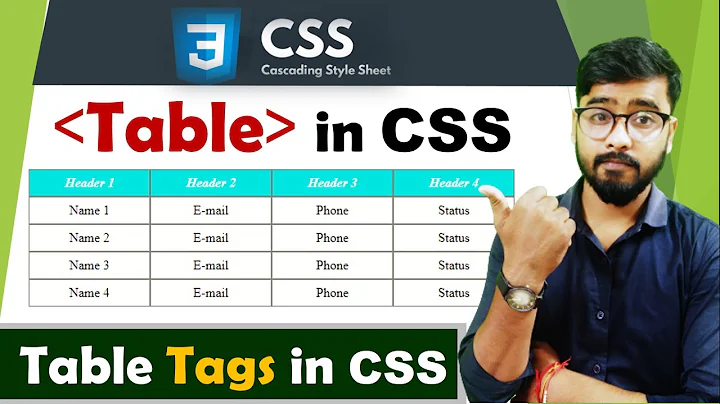 3
CSS
Cascading Style Sheet
<Table> in CSS
Header 1 Header 2 Header 3 Header 4
Name 1 E-mail Phone Status
Name 2 E-mail Phone Status
Name 3 E-mail Phone Status
Name 4 E-mail Phone Status
Table Tags in CSS